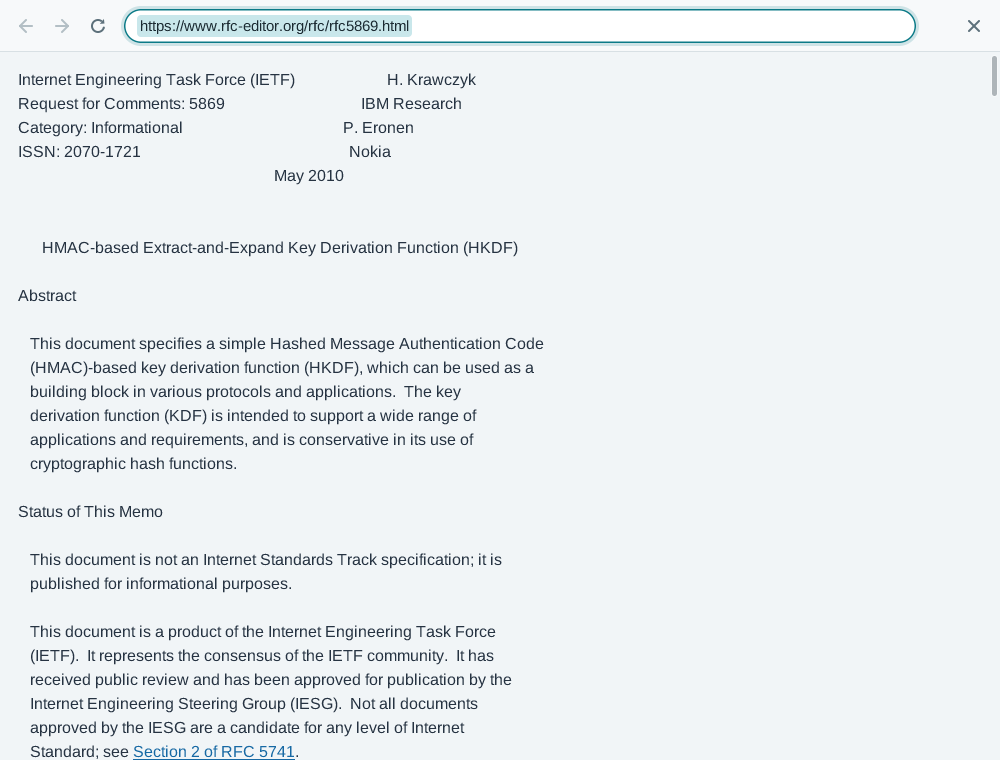 https://www.rfc-editor.org/rfc/rfc5869.html
Internet Engineering Task Force (IETF) H. Krawczyk
Request for Comments: 5869 IBM Research
Category: Informational P. Eronen
ISSN: 2070-1721 Nokia
May 2010
HMAC-based Extract-and-Expand Key Derivation Function (HKDF)
Abstract
This document specifies a simple Hashed Message Authentication Code
(HMAC)-based key derivation function (HKDF), which can be used as a
building block in various protocols and applications. The key
derivation function (KDF) is intended to support a wide range of
applications and requirements, and is conservative in its use of
cryptographic hash functions.
Status of This Memo
This document is not an Internet Standards Track specification; it is
published for informational purposes.
This document is a product of the Internet Engineering Task Force
(IETF). It represents the consensus of the IETF community. It has
received public review and has been approved for publication by the
Internet Engineering Steering Group (IESG). Not all documents
approved by the IESG are a candidate for any level of Internet
Standard; see Section 2 of RFC 5741.